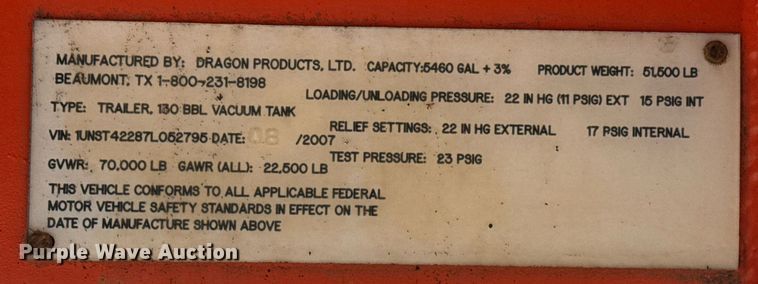 MANUFACTURED BY: DRAGON PRODUCTS, LTD. CAPACITY:5460 GAL + 3% PRODUCT WEIGHT: 51,500 LB
BEAUMONT, TX 1-800-231-8198
LOADING/UNLOADING PRESSURE: 22 IN HG (11 PSIG) EXT 15 PSIG INT
TYPE: TRAILER, 130 BBL VACUUM TANK
VIN: 1UNST42287L052795 DATE: 08 /2007 RELIEF SETTINGS: 22 IN HG EXTERNAL 17 PSIG INTERNAL
TEST PRESSURE: 23 PSIG
GVWR: 70,000 LB GAWR (ALL): 22,500 LB
THIS VEHICLE CONFORMS TO ALL APPLICABLE FEDERAL
MOTOR VEHICLE SAFETY STANDARDS IN EFFECT ON THE
DATE OF MANUFACTURE SHOWN ABOVE
Purple Wave Auction